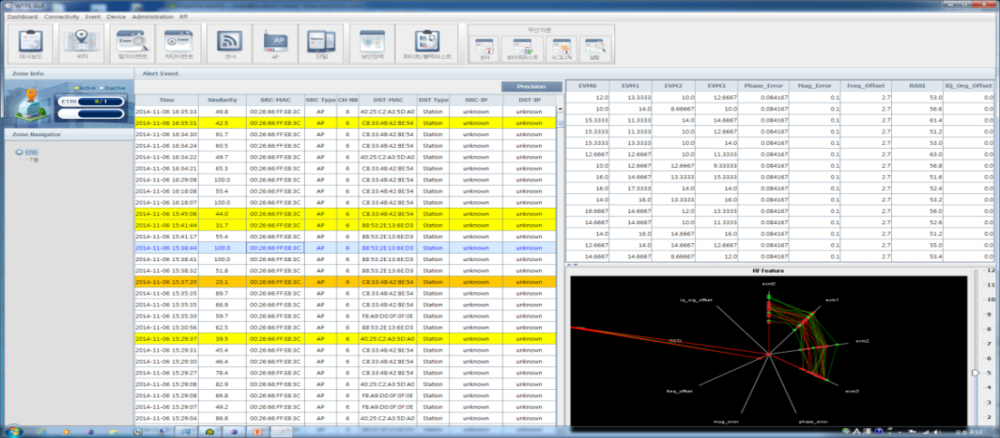 WTPS GUI
DashBoard Connectivity Event Device Administration Rff
대시보드 위치 탐지이벤트 차단이벤트 센서 AP 단말 보안정책 화이트/블랙리스트
무선지문
센서 화이트리스트 시그니쳐 알림
Zone Info
Active Inactive
ETRI 0 / 1
Zone Navigator
ETRI
- 7동
Alert Event
Precision
Time Similarity SRC-MAC SRC Type CH-NB DST-MAC DST Type SRC-IP DST-IP
2014-11-06 16:35:33 49.8 00:26:66:FF:E8:3C AP 6 40:25:C2:A3:5D:A0 Station unknown unknown
2014-11-06 16:35:31 42.5 00:26:66:FF:E8:3C AP 6 C8:33:4B:42:BE:54 Station unknown unknown
2014-11-06 16:34:30 91.7 00:26:66:FF:E8:3C AP 6 C8:33:4B:42:BE:54 Station unknown unknown
2014-11-06 16:34:24 60.5 00:26:66:FF:E8:3C AP 6 C8:33:4B:42:BE:54 Station unknown unknown
2014-11-06 16:34:22 49.7 00:26:66:FF:E8:3C AP 6 40:25:C2:A3:5D:A0 Station unknown unknown
2014-11-06 16:34:21 65.3 00:26:66:FF:E8:3C AP 6 C8:33:4B:42:BE:54 Station unknown unknown
2014-11-06 16:29:08 100.0 00:26:66:FF:E8:3C AP 6 C8:33:4B:42:BE:54 Station unknown unknown
2014-11-06 16:18:08 55.4 00:26:66:FF:E8:3C AP 6 C8:33:4B:42:BE:54 Station unknown unknown
2014-11-06 16:18:07 100.0 00:26:66:FF:E8:3C AP 6 C8:33:4B:42:BE:54 Station unknown unknown
2014-11-06 15:45:06 44.0 00:26:66:FF:E8:3C AP 6 C8:33:4B:42:BE:54 Station unknown unknown
2014-11-06 15:41:44 31.7 00:26:66:FF:E8:3C AP 6 88:53:2E:13:6E:D3 Station unknown unknown
2014-11-06 15:41:17 55.4 00:26:66:FF:E8:3C AP 6 C8:33:4B:42:BE:54 Station unknown unknown
2014-11-06 15:38:44 100.0 00:26:66:FF:E8:3C AP 6 88:53:2E:13:6E:D3 Station unknown unknown
2014-11-06 15:38:41 100.0 00:26:66:FF:E8:3C AP 6 88:53:2E:13:6E:D3 Station unknown unknown
2014-11-06 15:38:32 51.8 00:26:66:FF:E8:3C AP 6 88:53:2E:13:6E:D3 Station unknown unknown
2014-11-06 15:37:20 23.1 00:26:66:FF:E8:3C AP 6 C8:33:4B:42:BE:54 Station unknown unknown
2014-11-06 15:35:35 89.7 00:26:66:FF:E8:3C AP 6 C8:33:4B:42:BE:54 Station unknown unknown
2014-11-06 15:35:35 66.9 00:26:66:FF:E8:3C AP 6 C8:33:4B:42:BE:54 Station unknown unknown
2014-11-06 15:35:30 59.7 00:26:66:FF:E8:3C AP 6 F8:A9:D0:0F:0F:0E Station unknown unknown
2014-11-06 15:30:56 62.5 00:26:66:FF:E8:3C AP 6 88:53:2E:13:6E:D3 Station unknown unknown
2014-11-06 15:29:37 39.5 00:26:66:FF:E8:3C AP 6 40:25:C2:A3:5D:A0 Station unknown unknown
2014-11-06 15:29:31 45.4 00:26:66:FF:E8:3C AP 6 C8:33:4B:42:BE:54 Station unknown unknown
2014-11-06 15:29:30 46.4 00:26:66:FF:E8:3C AP 6 C8:33:4B:42:BE:54 Station unknown unknown
2014-11-06 15:29:27 78.4 00:26:66:FF:E8:3C AP 6 C8:33:4B:42:BE:54 Station unknown unknown
2014-11-06 15:29:08 82.9 00:26:66:FF:E8:3C AP 6 40:25:C2:A3:5D:A0 Station unknown unknown
2014-11-06 15:29:08 66.8 00:26:66:FF:E8:3C AP 6 F8:A9:D0:0F:0F:0E Station unknown unknown
2014-11-06 15:29:07 49.2 00:26:66:FF:E8:3C AP 6 F8:A9:D0:0F:0F:0E Station unknown unknown
2014-11-06 15:29:04 86.8 00:26:66:FF:E8:3C AP 6 C8:33:4B:42:BE:54 Station unknown unknown
EVM0 EVM1 EVM2 EVM3 Phase_Error Mag_Error Freq_Offset RSSI IQ_Org_Offset
12.0 13.3333 10.0 12.6667 0.084167 0.1 2.7 53.0 0.0
10.0 14.0 8.66667 10.0 0.084167 0.1 2.7 56.6 0.0
15.3333 11.3333 14.0 14.6667 0.084167 0.1 2.7 61.4 0.0
15.3333 11.3333 10.0 12.6667 0.084167 0.1 2.7 51.2 0.0
15.3333 13.3333 10.0 14.0 0.084167 0.1 2.7 53.0 0.0
12.6667 12.6667 10.0 11.3333 0.084167 0.1 2.7 63.0 0.0
10.0 12.6667 12.6667 9.33333 0.084167 0.1 2.7 56.8 0.0
16.0 14.6667 13.3333 15.3333 0.084167 0.1 2.7 51.6 0.0
16.0 17.3333 14.0 14.0 0.084167 0.1 2.7 52.4 0.0
14.0 16.0 13.3333 16.0 0.084167 0.1 2.7 53.2 0.0
16.6667 14.6667 12.0 13.3333 0.084167 0.1 2.7 56.0 0.0
14.6667 14.6667 10.0 11.3333 0.084167 0.1 2.7 52.6 0.0
14.0 16.0 14.6667 16.0 0.084167 0.1 2.7 51.2 0.0
12.6667 14.0 14.6667 12.6667 0.084167 0.1 2.7 55.0 0.0
14.6667 14.6667 8.66667 12.0 0.084167 0.1 2.7 53.4 0.0
RF Feature
evm0
evm1
evm2
evm3
phase_error
mag_error
freq_offset
RSSI
iq_org_offset
12
11
10
9
8
7
6
5
4
3
2
오후 4:13